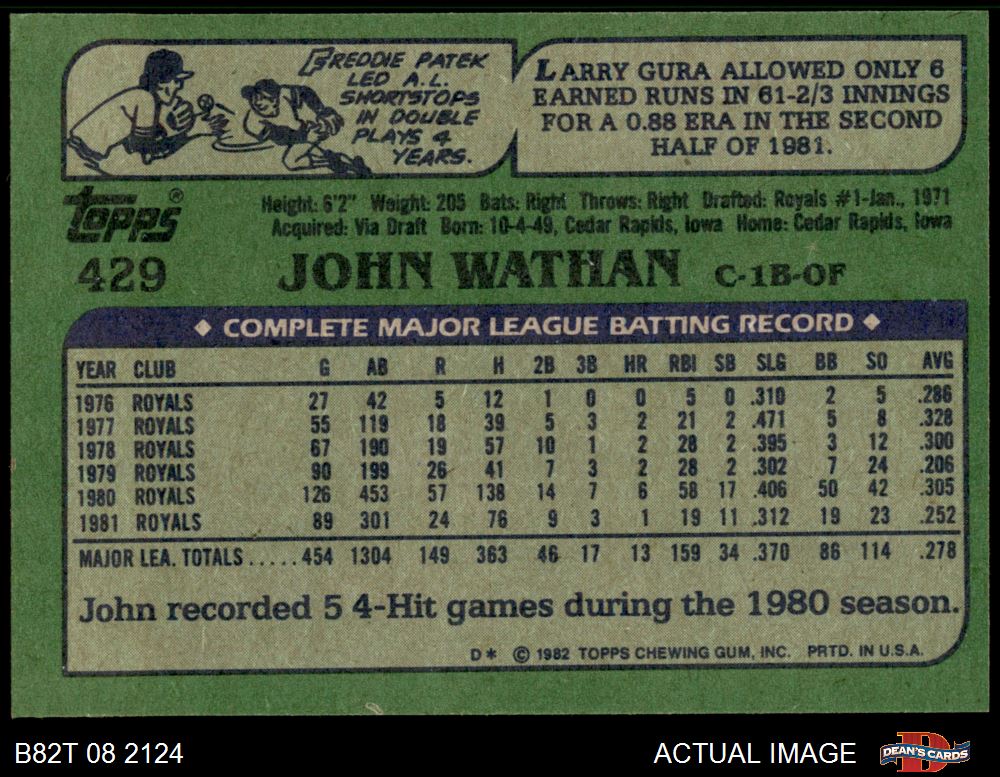 FREDDIE PATEK
LED A.L.
SHORTSTOPS
IN DOUBLE
PLAYS 4
YEARS.
LARRY GURA ALLOWED ONLY 6
EARNED RUNS IN 61-2/3 INNINGS
FOR A 0.88 ERA IN THE SECOND
HALF OF 1981.
topps®
Height: 6'2" Weight: 205 Bats: Right Throws: Right Drafted: Royals #1-Jan., 1971
Acquired: Via Draft Born: 10-4-49, Cedar Rapids, Iowa Home: Cedar Rapids, Iowa
429 JOHN WATHAN C-1B-OF
◆ COMPLETE MAJOR LEAGUE BATTING RECORD ◆
YEAR CLUB G AB R H 2B 3B HR RBI SB SLG BB SO AVG
1976 ROYALS 27 42 5 12 1 0 0 5 0 .310 2 5 .286
1977 ROYALS 55 119 18 39 5 3 2 21 2 .471 5 8 .328
1978 ROYALS 67 190 19 57 10 1 2 28 2 .395 3 12 .300
1979 ROYALS 90 199 26 41 7 3 2 28 2 .302 7 24 .206
1980 ROYALS 126 453 57 138 14 7 6 58 17 .406 50 42 .305
1981 ROYALS 89 301 24 76 9 3 1 19 11 .312 19 23 .252
MAJOR LEA. TOTALS.....454 1304 149 363 46 17 13 159 34 .370 86 114 .278
John recorded 5 4-Hit games during the 1980 season.
D* © 1982 TOPPS CHEWING GUM, INC. PRTD. IN U.S.A.
B82T 08 2124 ACTUAL IMAGE DEAN'S CARDS